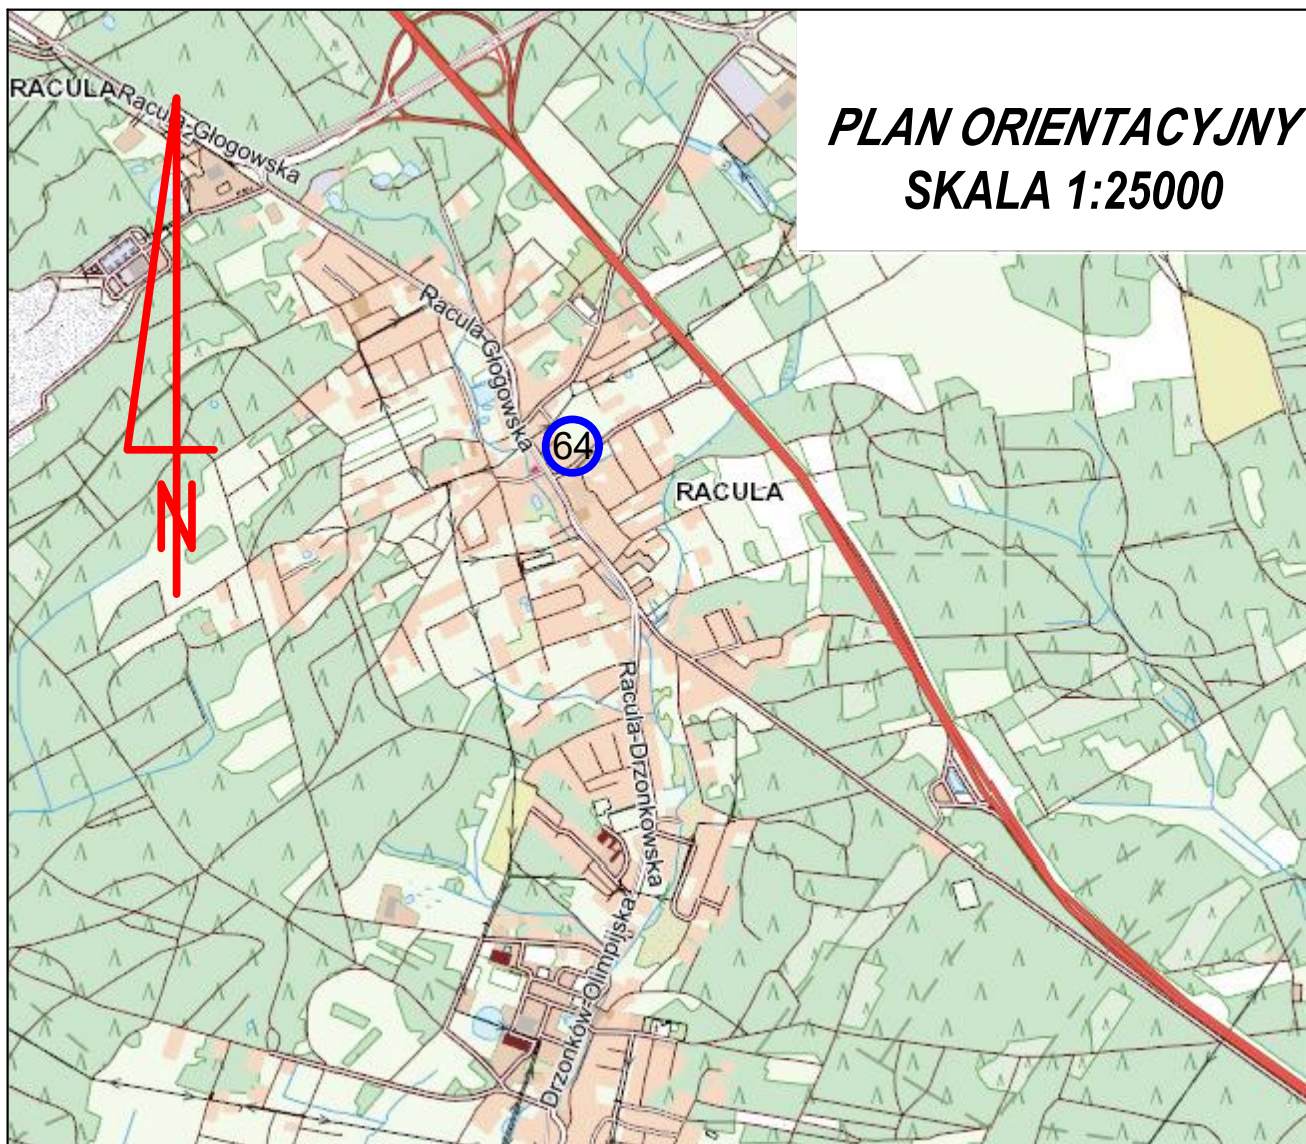 PLAN ORIENTACYJNY
SKALA 1:25000
RACULA
Racula-Głogowska
Racula-Głogowska
64
RACULA
N
Racula-Drzonkowska
Drzonków-Olimpijska